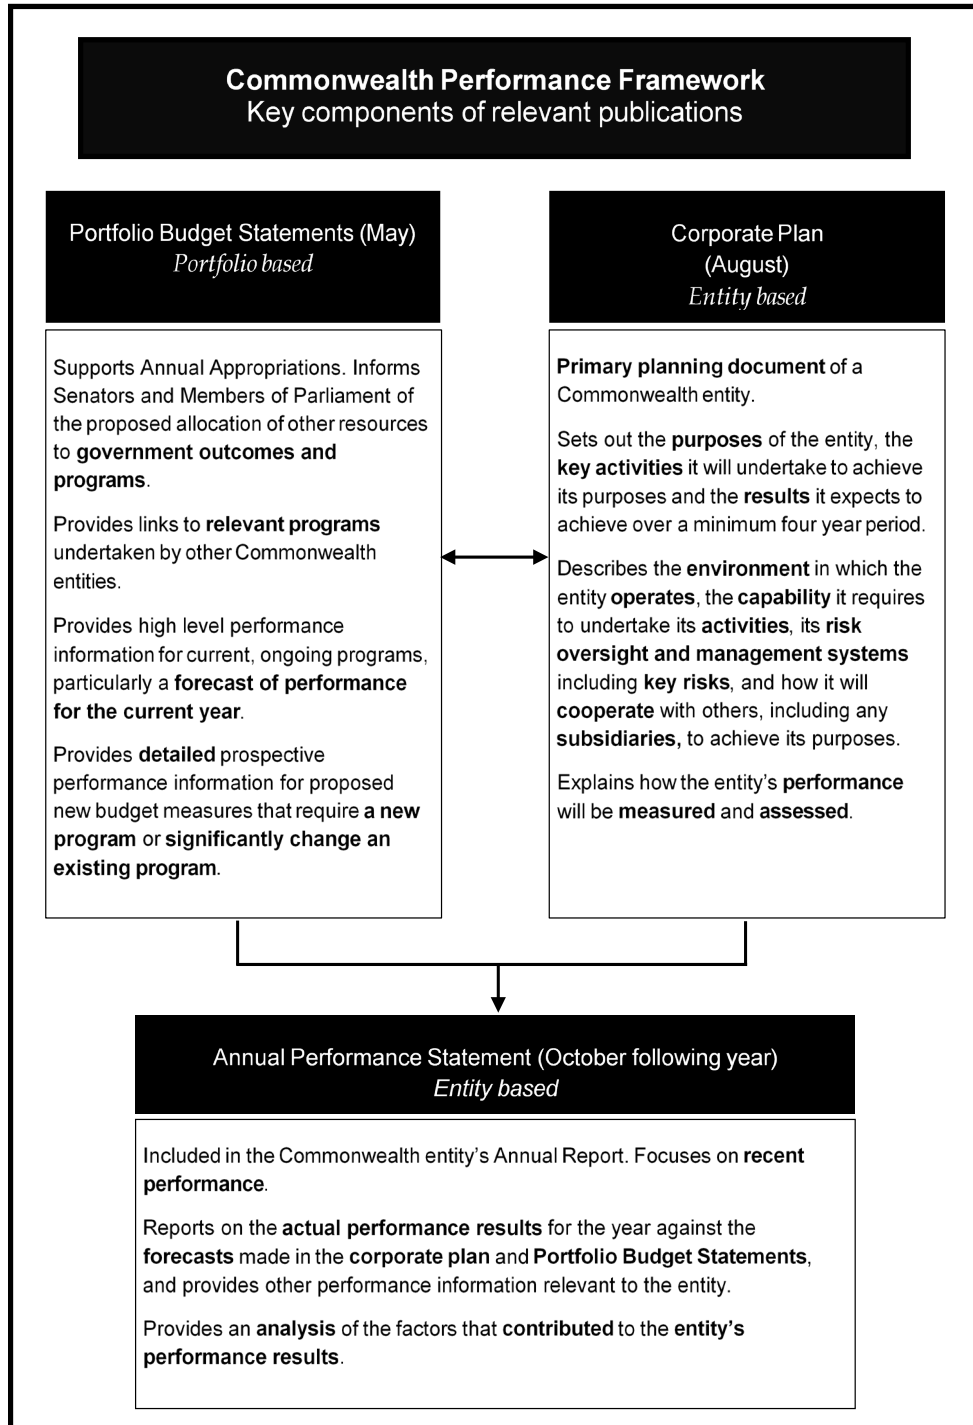 Commonwealth Performance Framework
Key components of relevant publications
Portfolio Budget Statements (May)
Portfolio based
Supports Annual Appropriations. Informs
Senators and Members of Parliament of
the proposed allocation of other resources
to government outcomes and
programs.
Provides links to relevant programs
undertaken by other Commonwealth
entities.
Provides high level performance
information for current, ongoing programs,
particularly a forecast of performance
for the current year.
Provides detailed prospective
performance information for proposed
new budget measures that require a new
program or significantly change an
existing program.
Corporate Plan
(August)
Entity based
Primary planning document of a
Commonwealth entity.
Sets out the purposes of the entity, the
key activities it will undertake to achieve
its purposes and the results it expects to
achieve over a minimum four year period.
Describes the environment in which the
entity operates, the capability it requires
to undertake its activities, its risk
oversight and management systems
including key risks, and how it will
cooperate with others, including any
subsidiaries, to achieve its purposes.
Explains how the entity’s performance
will be measured and assessed.
Annual Performance Statement (October following year)
Entity based
Included in the Commonwealth entity’s Annual Report. Focuses on recent
performance.
Reports on the actual performance results for the year against the
forecasts made in the corporate plan and Portfolio Budget Statements,
and provides other performance information relevant to the entity.
Provides an analysis of the factors that contributed to the entity’s
performance results.